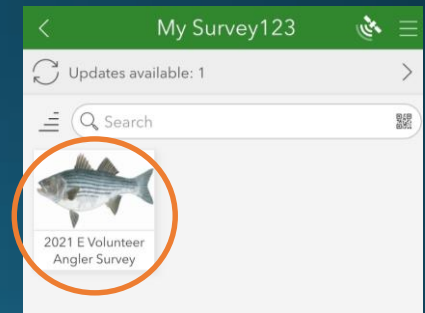 My Survey123
Updates available: 1
Search
2021 E Volunteer
Angler Survey